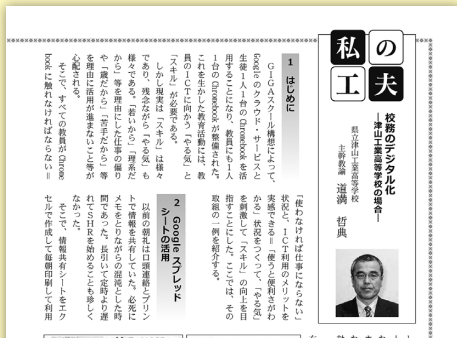 私の
工夫
校務のデジタル化
―津山工業高等学校の場合―
県立津山工業高等学校
主幹教諭 道満 哲典
1 はじめに
GIGAスクール構想によって、
Googleのクラウド・サービスと
生徒1人1台のChromebookを活
用することになり、教員にも1人
1台のChromebookが整備された。
これを生かした教育活動には、教
員のICTに向かう「やる気」と
「スキル」が必要である。
しかし現実は「スキル」は様々
であり、残念ながら「やる気」も
様々である。「若いから」「理系だ
から」等を理由にした仕事の偏り
や「歳だから」「苦手だから」等
を理由に活用が進まないこと等が
心配される。
そこで、すべての教員がChrome
bookに触れなければならない＝
「使わなければ仕事にならない」
状況と、ICT利用のメリットを
実感できる＝「使うと便利さがわ
かる」状況をつくって、「やる気」
を刺激して「スキル」の向上を目
指すことにした。ここでは、その
取組の一例を紹介する。
2 Google スプレッド
シートの活用
以前の朝礼は口頭連絡とプリン
トで情報を共有していた。必死に
メモをとりながらの混沌とした時
間であった。長引いて定時より遅
れてSHRを始めることも珍しく
なかった。
そこで、情報共有シートをエク
セルで作成して毎朝印刷して利用